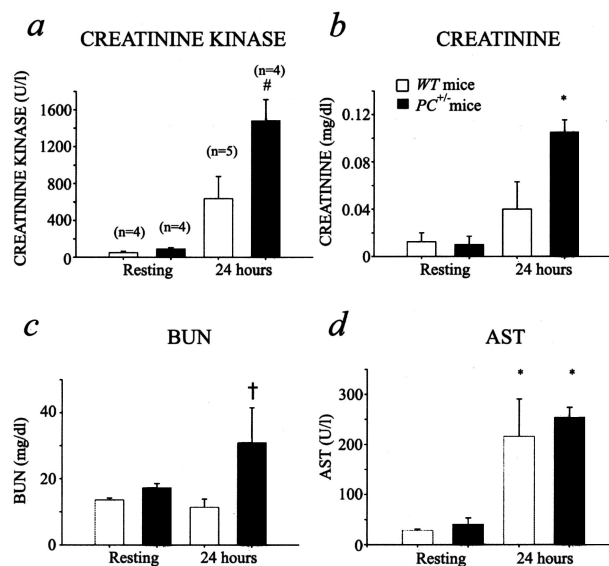 a CREATININE KINASE
CREATININE KINASE (U/l)
1600
1200
800
400
0
(n=4)
(n=4)
(n=5)
(n=4)
#
Resting 24 hours
b CREATININE
CREATININE (mg/dl)
0.12
0.08
0.04
0
WT mice
PC+/- mice
*
Resting 24 hours
c BUN
BUN (mg/dl)
60
40
20
0
†
Resting 24 hours
d AST
AST (U/l)
300
200
100
0
* *
Resting 24 hours